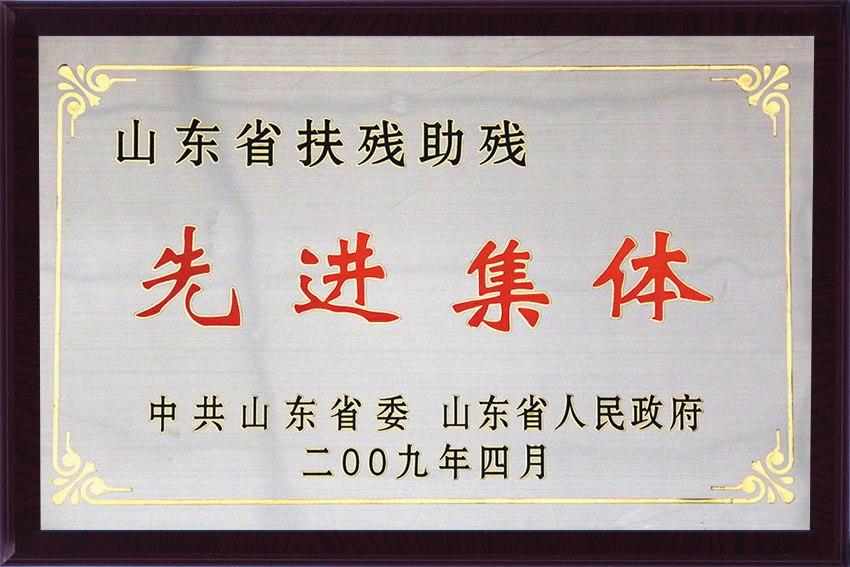 山东省扶残助残
先进集体
中共山东省委 山东省人民政府
二00九年四月